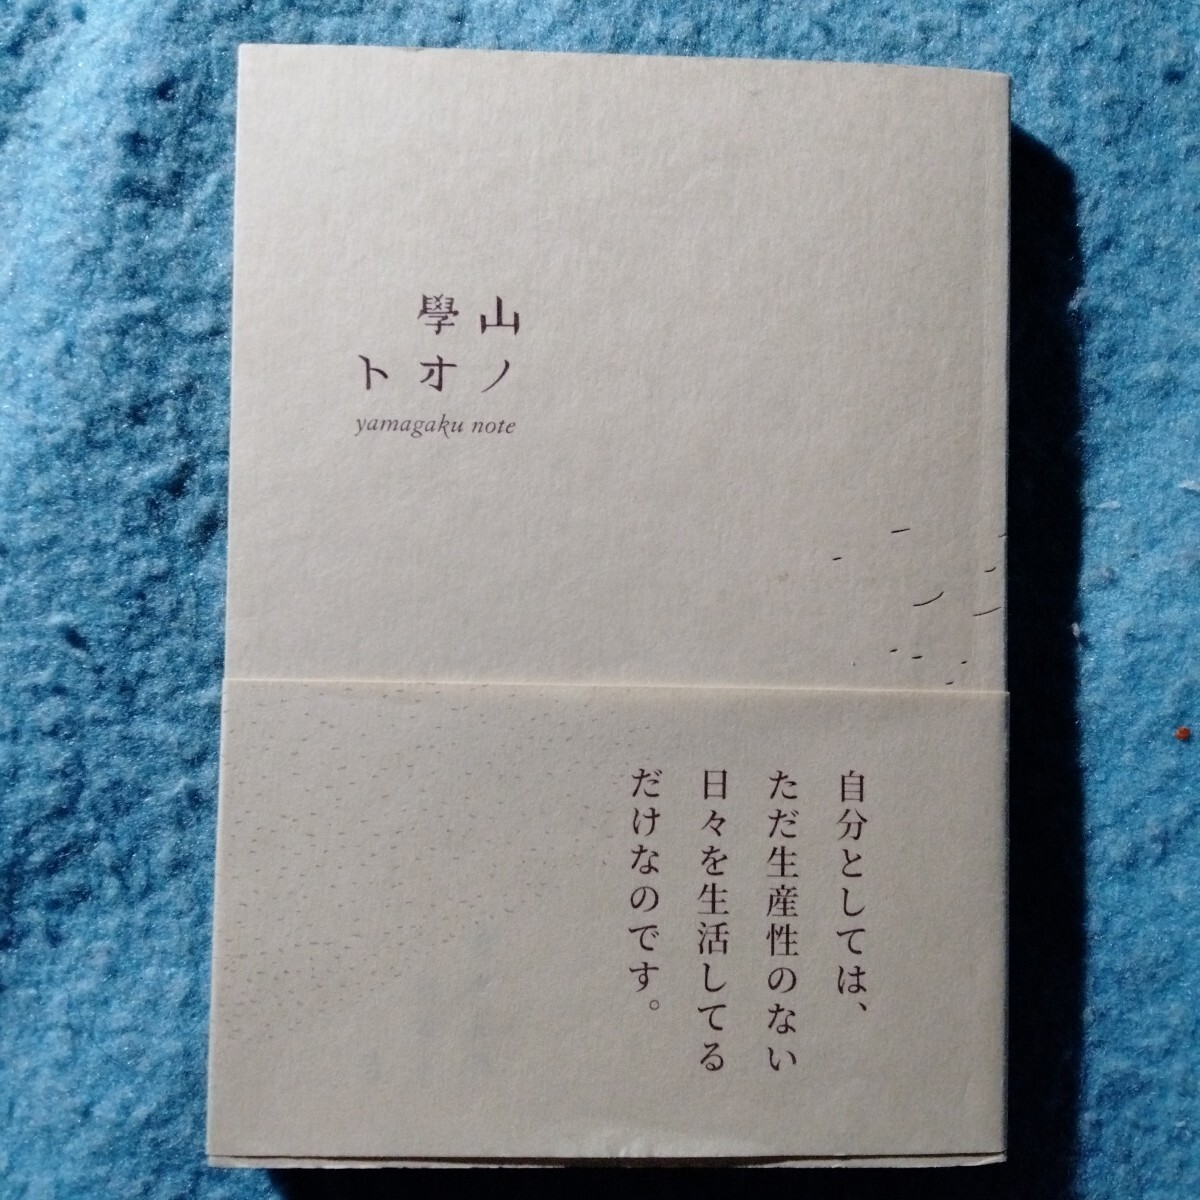 山學
ノオト
yamagaku note
自分としては、
ただ生産性のない
日々を生活してる
だけなのです。